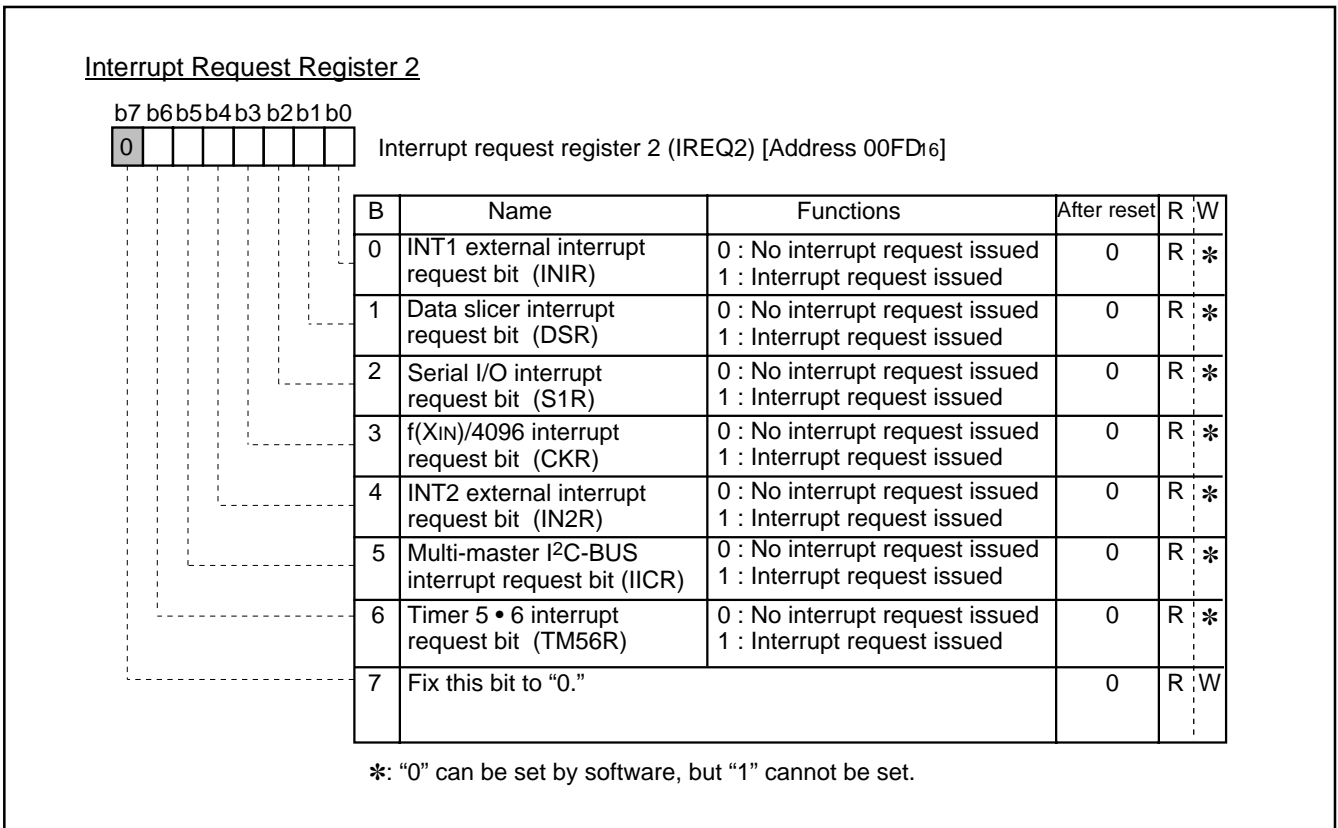 Interrupt Request Register 2
b7 b6 b5 b4 b3 b2 b1 b0
0
Interrupt request register 2 (IREQ2) [Address 00FD16]
B Name Functions After reset R W
0 INT1 external interrupt request bit (INIR) 0 : No interrupt request issued 1 : Interrupt request issued 0 R ✽
1 Data slicer interrupt request bit (DSR) 0 : No interrupt request issued 1 : Interrupt request issued 0 R ✽
2 Serial I/O interrupt request bit (S1R) 0 : No interrupt request issued 1 : Interrupt request issued 0 R ✽
3 f(XIN)/4096 interrupt request bit (CKR) 0 : No interrupt request issued 1 : Interrupt request issued 0 R ✽
4 INT2 external interrupt request bit (IN2R) 0 : No interrupt request issued 1 : Interrupt request issued 0 R ✽
5 Multi-master I2C-BUS interrupt request bit (IICR) 0 : No interrupt request issued 1 : Interrupt request issued 0 R ✽
6 Timer 5 • 6 interrupt request bit (TM56R) 0 : No interrupt request issued 1 : Interrupt request issued 0 R ✽
7 Fix this bit to “0.” 0 R W
✽: “0” can be set by software, but “1” cannot be set.